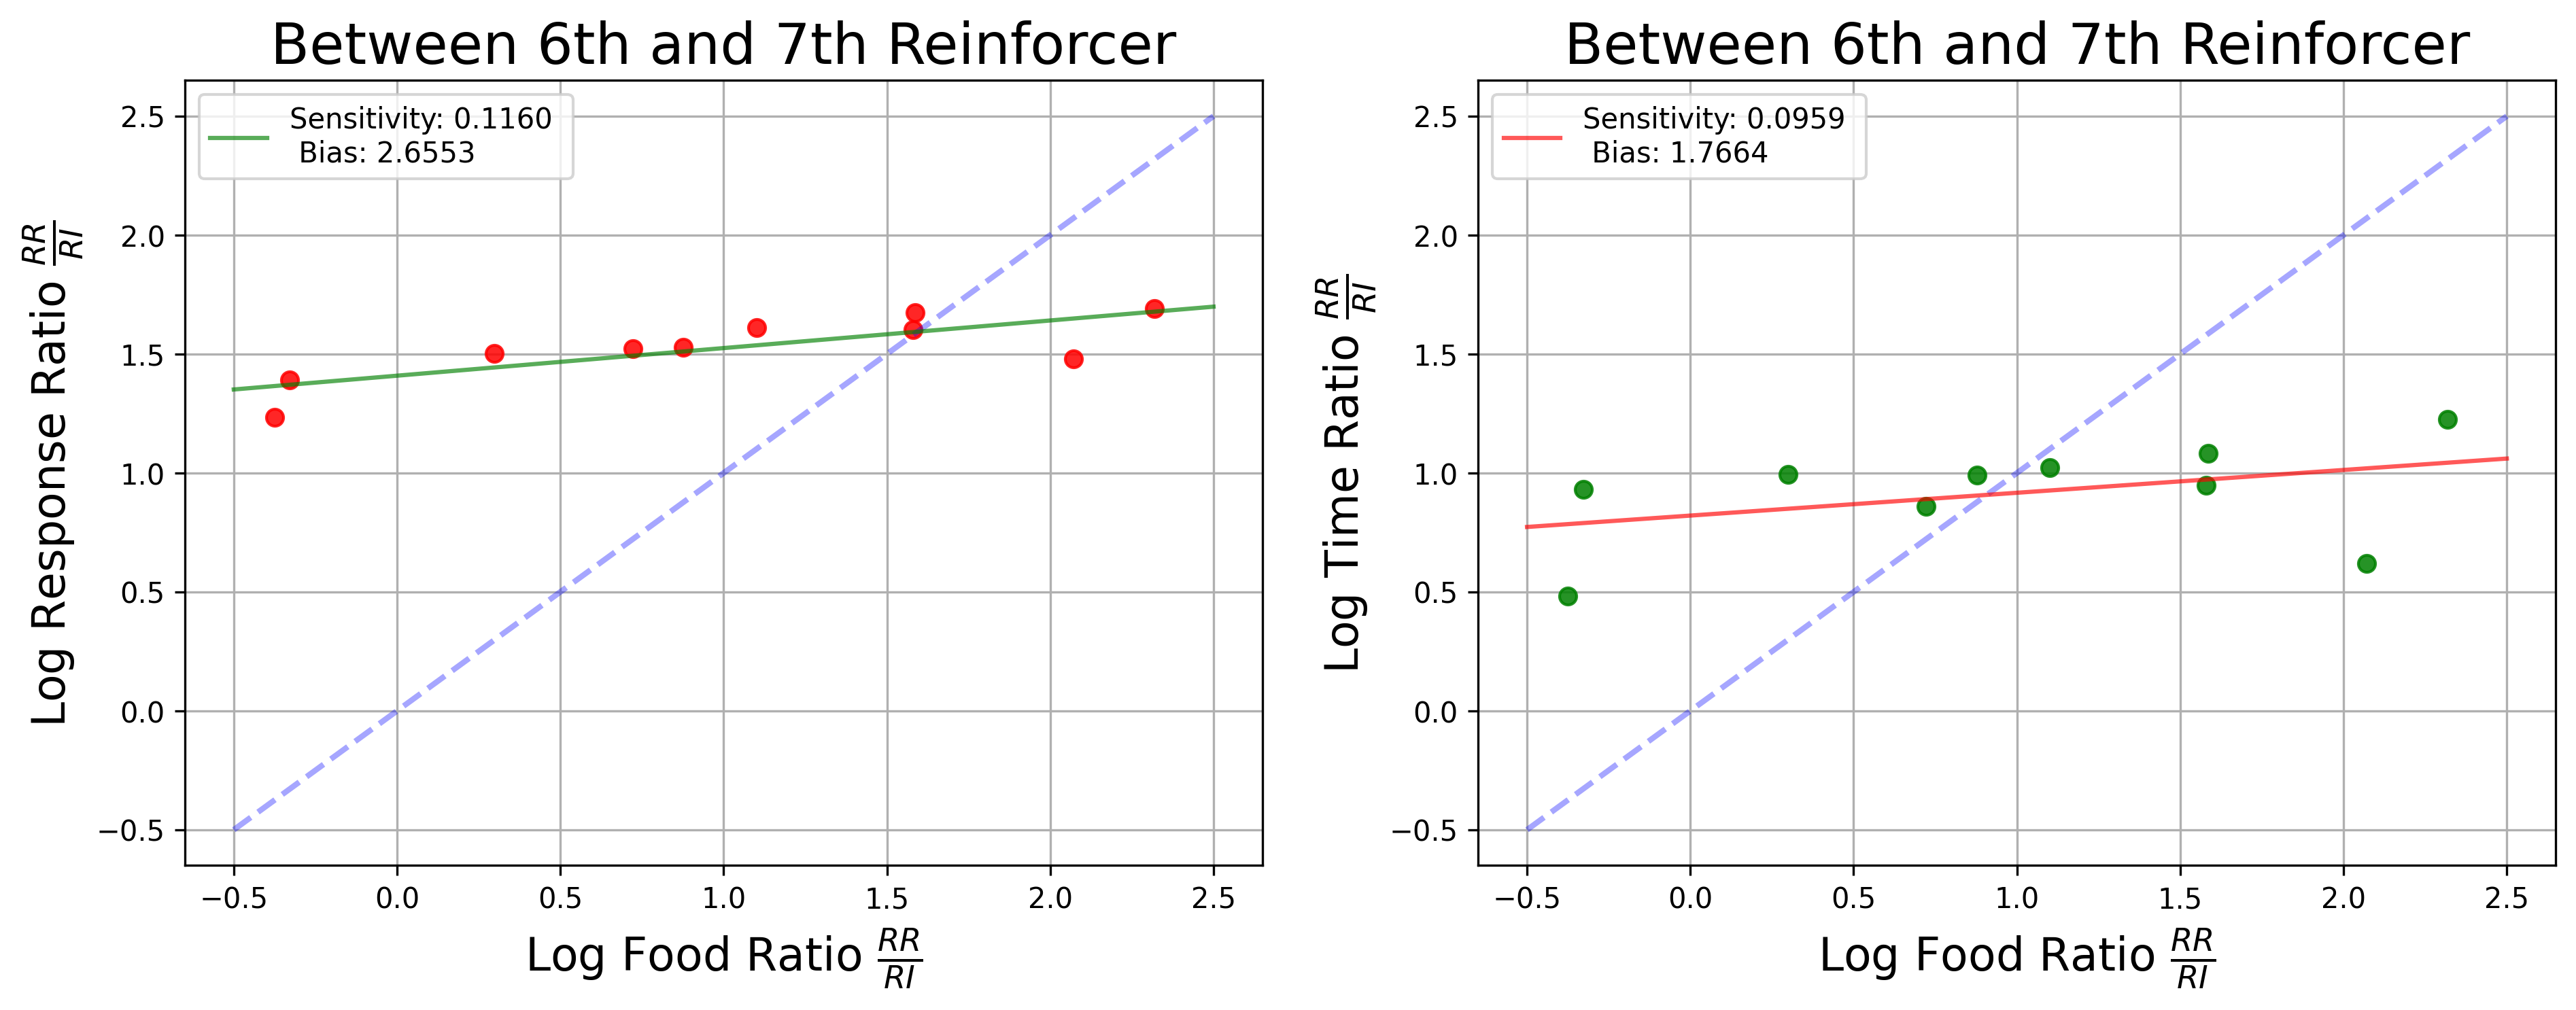 Between 6th and 7th Reinforcer
Sensitivity: 0.1160
Bias: 2.6553
Log Response Ratio RR/RI
2.5
2.0
1.5
1.0
0.5
0.0
−0.5
−0.5 0.0 0.5 1.0 1.5 2.0 2.5
Log Food Ratio RR/RI
Between 6th and 7th Reinforcer
Sensitivity: 0.0959
Bias: 1.7664
Log Time Ratio RR/RI
2.5
2.0
1.5
1.0
0.5
0.0
−0.5
−0.5 0.0 0.5 1.0 1.5 2.0 2.5
Log Food Ratio RR/RI